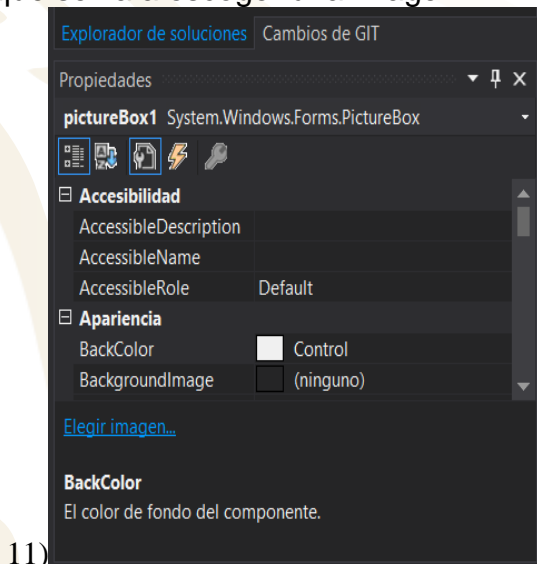 Explorador de soluciones Cambios de GIT
Propiedades
pictureBox1 System.Windows.Forms.PictureBox
Accesibilidad
AccessibleDescription
AccessibleName
AccessibleRole Default
Apariencia
BackColor Control
BackgroundImage (ninguno)
Elegir imagen...
BackColor
El color de fondo del componente.
11)